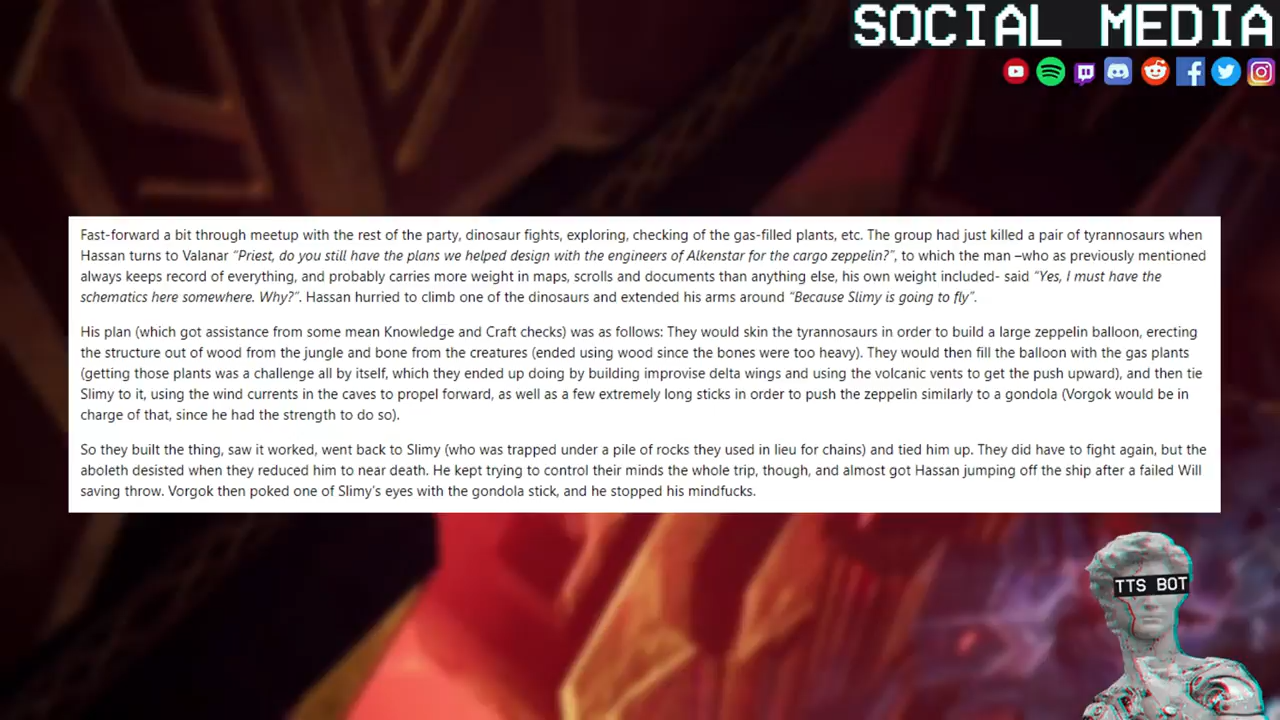 SOCIAL MEDIA
Fast-forward a bit through meetup with the rest of the party, dinosaur fights, exploring, checking of the gas-filled plants, etc. The group had just killed a pair of tyrannosaurs when
Hassan turns to Valanar “Priest, do you still have the plans we helped design with the engineers of Alkenstar for the cargo zeppelin?”, to which the man –who as previously mentioned
always keeps record of everything, and probably carries more weight in maps, scrolls and documents than anything else, his own weight included- said “Yes, I must have the
schematics here somewhere. Why?”. Hassan hurried to climb one of the dinosaurs and extended his arms around “Because Slimy is going to fly”.
His plan (which got assistance from some mean Knowledge and Craft checks) was as follows: They would skin the tyrannosaurs in order to build a large zeppelin balloon, erecting
the structure out of wood from the jungle and bone from the creatures (ended using wood since the bones were too heavy). They would then fill the balloon with the gas plants
(getting those plants was a challenge all by itself, which they ended up doing by building improvise delta wings and using the volcanic vents to get the push upward), and then tie
Slimy to it, using the wind currents in the caves to propel forward, as well as a few extremely long sticks in order to push the zeppelin similarly to a gondola (Vorgok would be in
charge of that, since he had the strength to do so).
So they built the thing, saw it worked, went back to Slimy (who was trapped under a pile of rocks they used in lieu for chains) and tied him up. They did have to fight again, but the
aboleth desisted when they reduced him to near death. He kept trying to control their minds the whole trip, though, and almost got Hassan jumping off the ship after a failed Will
saving throw. Vorgok then poked one of Slimy’s eyes with the gondola stick, and he stopped his mindfucks.
TTS BOT